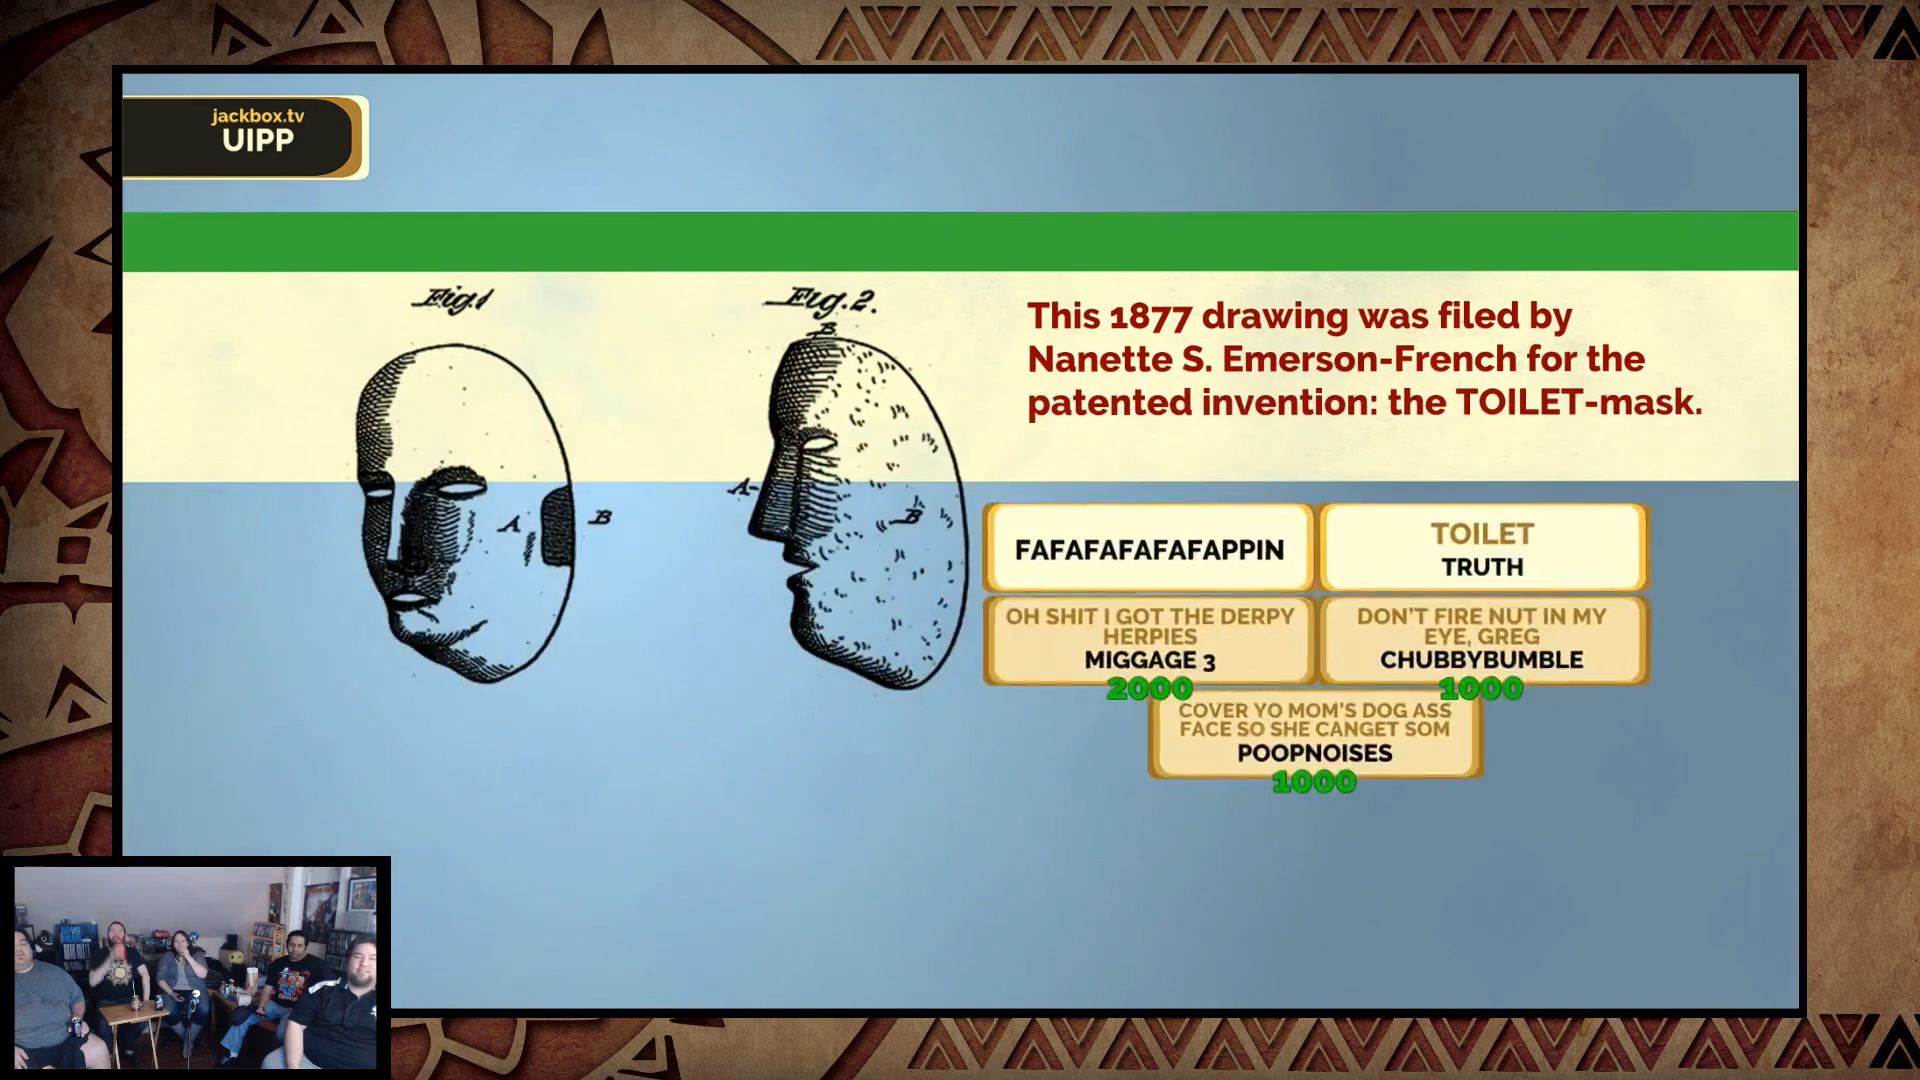 jackbox.tv
UIPP
Fig.1
Fig.2.
B
This 1877 drawing was filed by
Nanette S. Emerson-French for the
patented invention: the TOILET-mask.
A
B
A
B
FAFAFAFAFAFAPPIN
TOILET
TRUTH
OH SHIT I GOT THE DERPY
HERPIES
MIGGAGE 3
2000
DON'T FIRE NUT IN MY
EYE, GREG
CHUBBYBUMBLE
1000
COVER YO MOM'S DOG ASS
FACE SO SHE CANGET SOM
POOPNOISES
1000